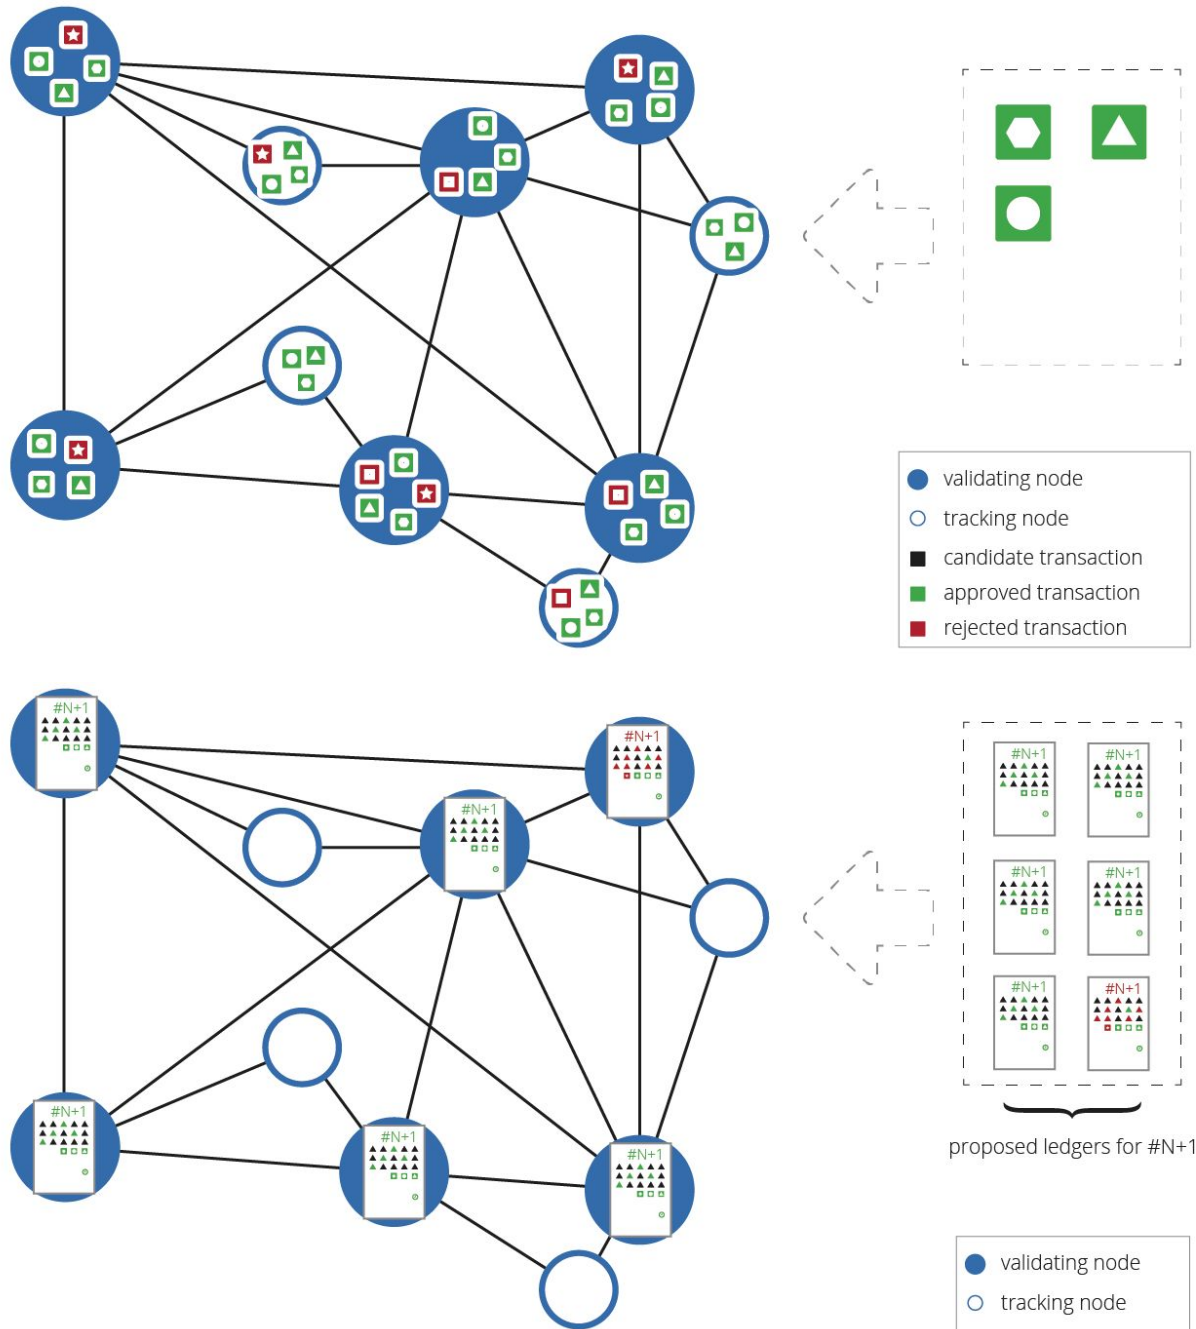 validating node
tracking node
candidate transaction
approved transaction
rejected transaction
#N+1
#N+1
#N+1
#N+1
#N+1
#N+1
#N+1
#N+1
#N+1
#N+1
#N+1
#N+1
proposed ledgers for #N+1
validating node
tracking node